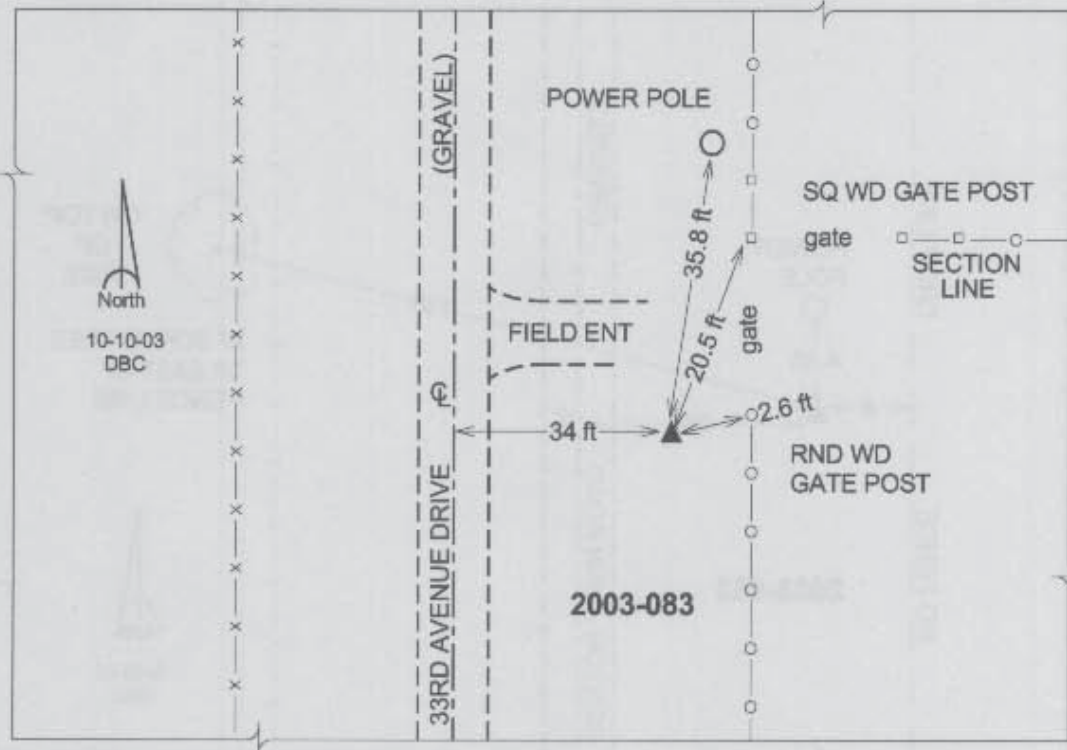 (GRAVEL)
POWER POLE
SQ WD GATE POST
gate
SECTION
LINE
35.8 ft
20.5 ft
gate
North
10-10-03
DBC
FIELD ENT
34 ft
2.6 ft
RND WD
GATE POST
33RD AVENUE DRIVE
2003-083